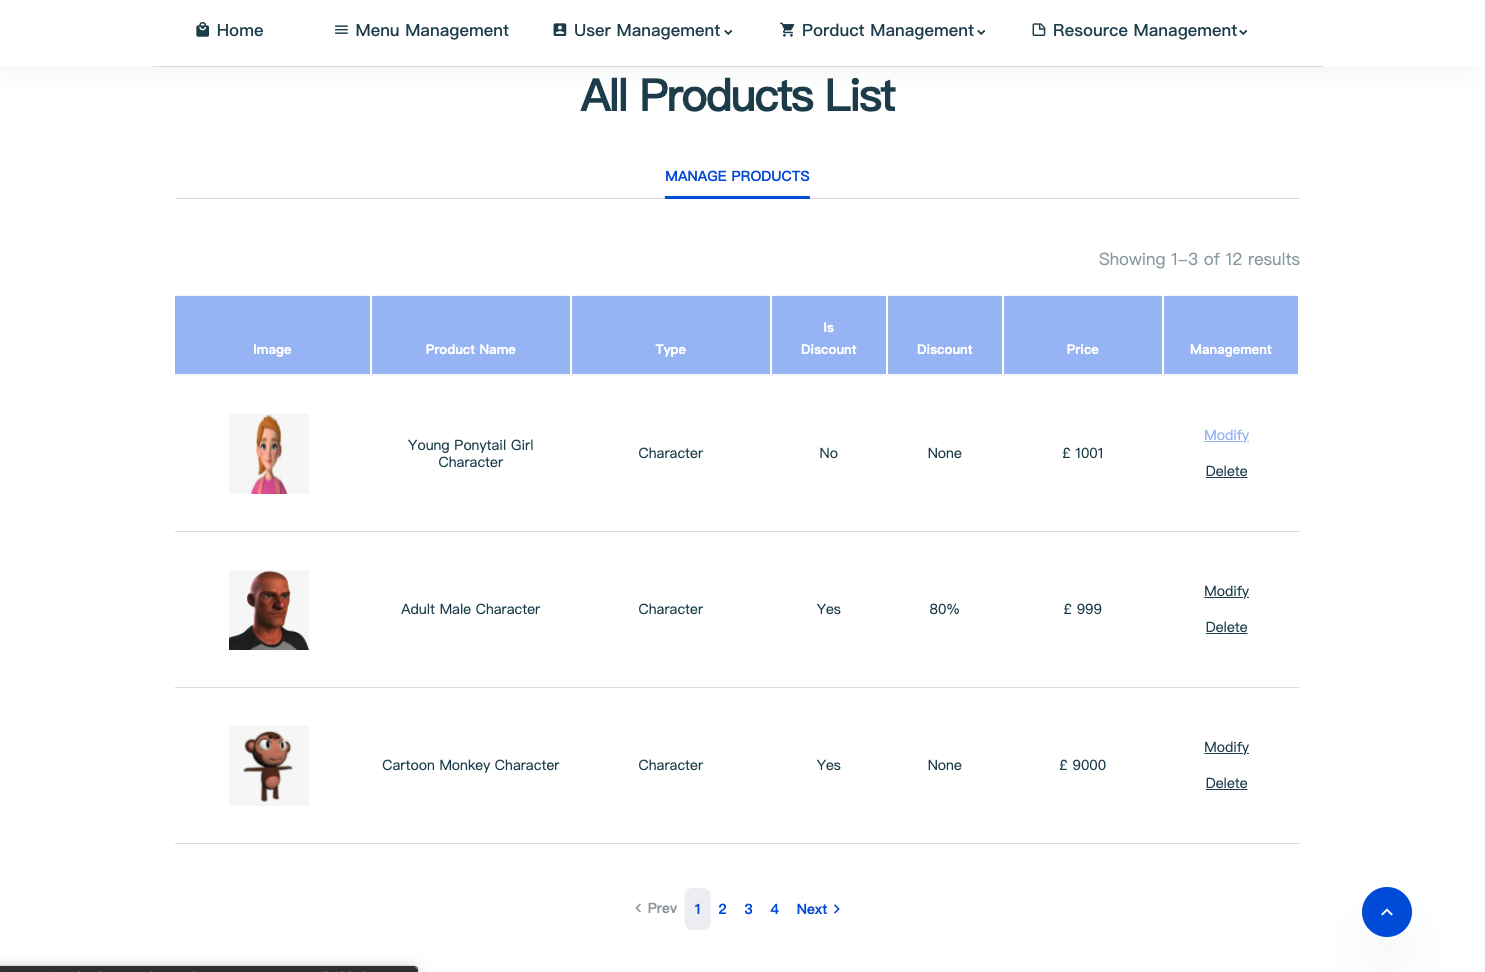 Home Menu Management User Management Porduct Management Resource Management
All Products List
MANAGE PRODUCTS
Showing 1–3 of 12 results
Image Product Name Type Is Discount Discount Price Management
Young Ponytail Girl Character Character No None £ 1001 Modify Delete
Adult Male Character Character Yes 80% £ 999 Modify Delete
Cartoon Monkey Character Character Yes None £ 9000 Modify Delete
Prev 1 2 3 4 Next